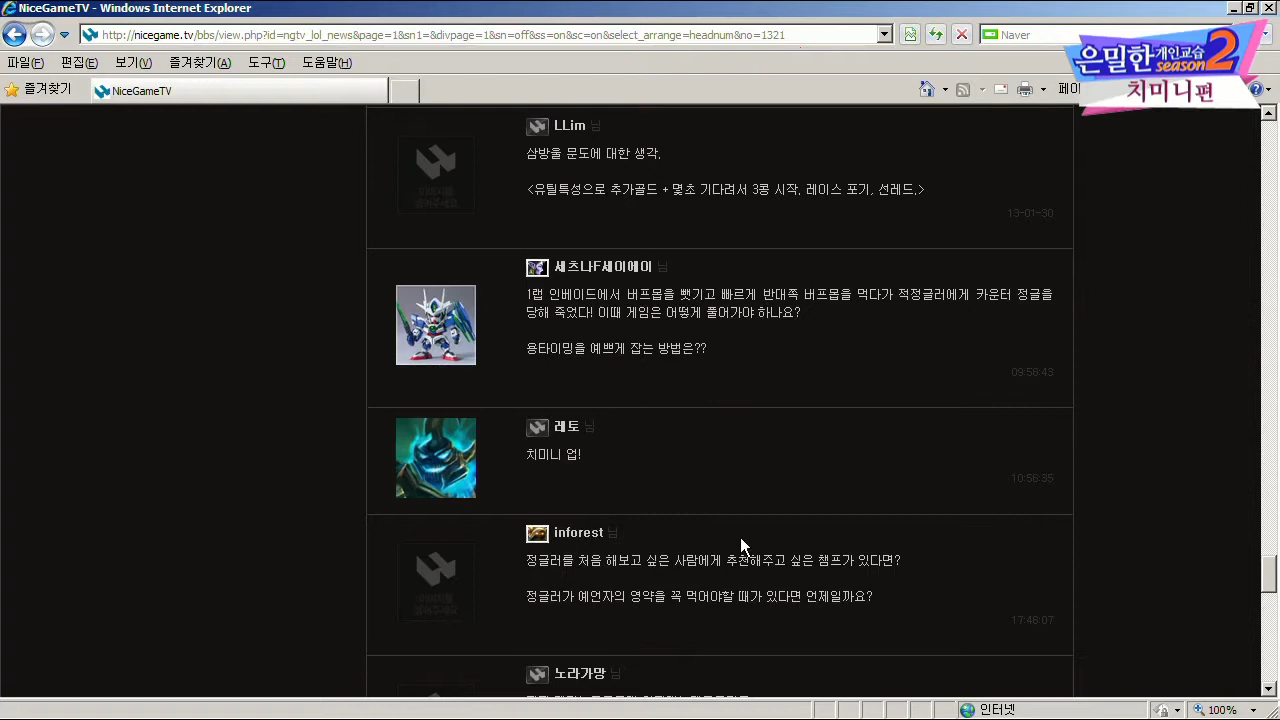 NiceGameTV - Windows Internet Explorer
http://nicegame.tv/bbs/view.php?id=ngtv_lol_news&page=1&sn1=&divpage=1&sn=off&ss=on&sc=on&select_arrange=headnum&no=1321
Naver
은밀한 개인교습 season 2
치미니편
파일(F) 편집(E) 보기(V) 즐겨찾기(A) 도구(T) 도움말(H)
즐겨찾기 NiceGameTV
LLim 님
삼방울 문도에 대한 생각.
<유틸특성으로 추가골드 + 몇초 기다려서 3콩 시작. 레이스 포기, 선레드.>
13-01-30
세츠나F세이에이 님
1랩 인베이드에서 버프몹을 뺏기고 빠르게 반대쪽 버프몹을 먹다가 적정글러에게 카운터 정글을
당해 죽었다! 이때 게임은 어떻게 풀어가야 하나요?
용타이밍을 예쁘게 잡는 방법은??
09:58:43
레토 님
치미니 업!
10:56:35
inforest 님
정글러를 처음 해보고 싶은 사람에게 추천해주고 싶은 챔프가 있다면?
정글러가 예언자의 영약을 꼭 먹어야할 때가 있다면 언제일까요?
17:46:07
노라가망 님
인터넷
100%